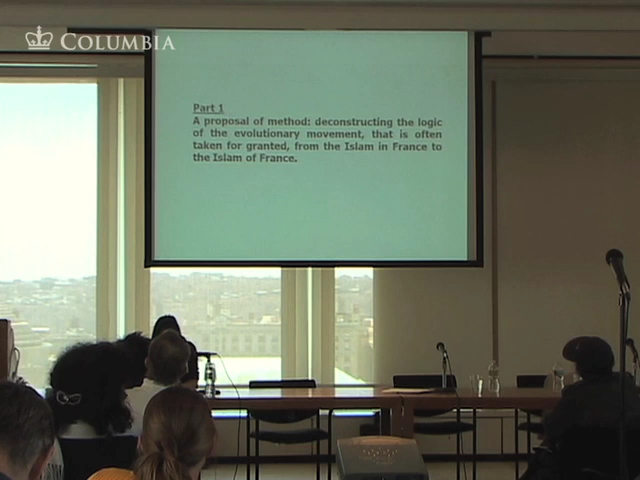 COLUMBIA
Part 1
A proposal of method: deconstructing the logic
of the evolutionary movement, that is often
taken for granted, from the Islam in France to
the Islam of France.